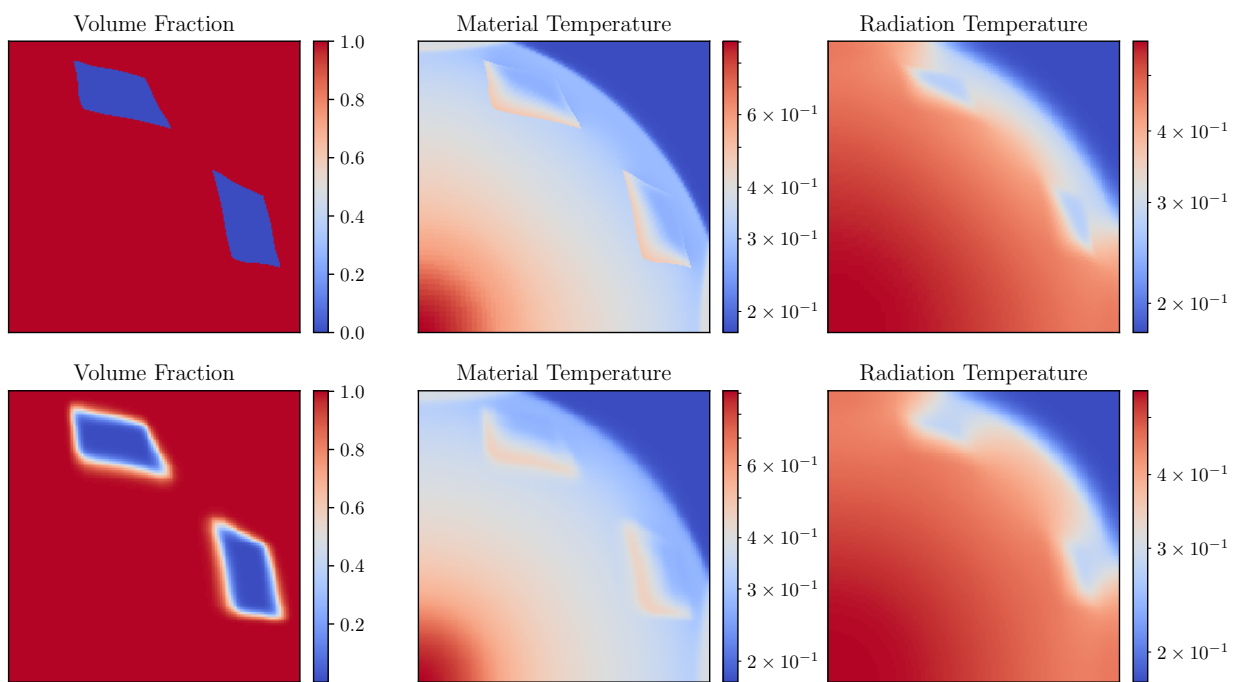 Volume Fraction
Material Temperature
Radiation Temperature
1.0
0.8
0.6
0.4
0.2
0.0
6 × 10⁻¹
4 × 10⁻¹
3 × 10⁻¹
2 × 10⁻¹
4 × 10⁻¹
3 × 10⁻¹
2 × 10⁻¹
Volume Fraction
Material Temperature
Radiation Temperature
1.0
0.8
0.6
0.4
0.2
6 × 10⁻¹
4 × 10⁻¹
3 × 10⁻¹
2 × 10⁻¹
4 × 10⁻¹
3 × 10⁻¹
2 × 10⁻¹